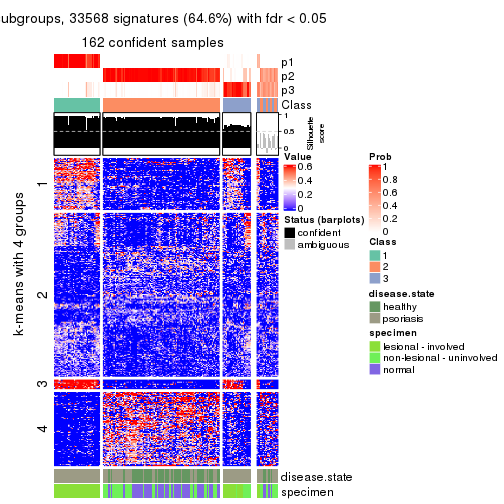 ubgroups, 33568 signatures (64.6%) with fdr < 0.05
162 confident samples
p1
p2
p3
Class
1
0.5
0
Silhouette
score
k-means with 4 groups
1
2
3
4
Value
0.6
0.4
0.2
0
Status (barplots)
confident
ambiguous
Prob
1
0.8
0.6
0.4
0.2
0
Class
1
2
3
disease.state
healthy
psoriasis
specimen
lesional - involved
non-lesional - uninvolved
normal
disease.state
specimen